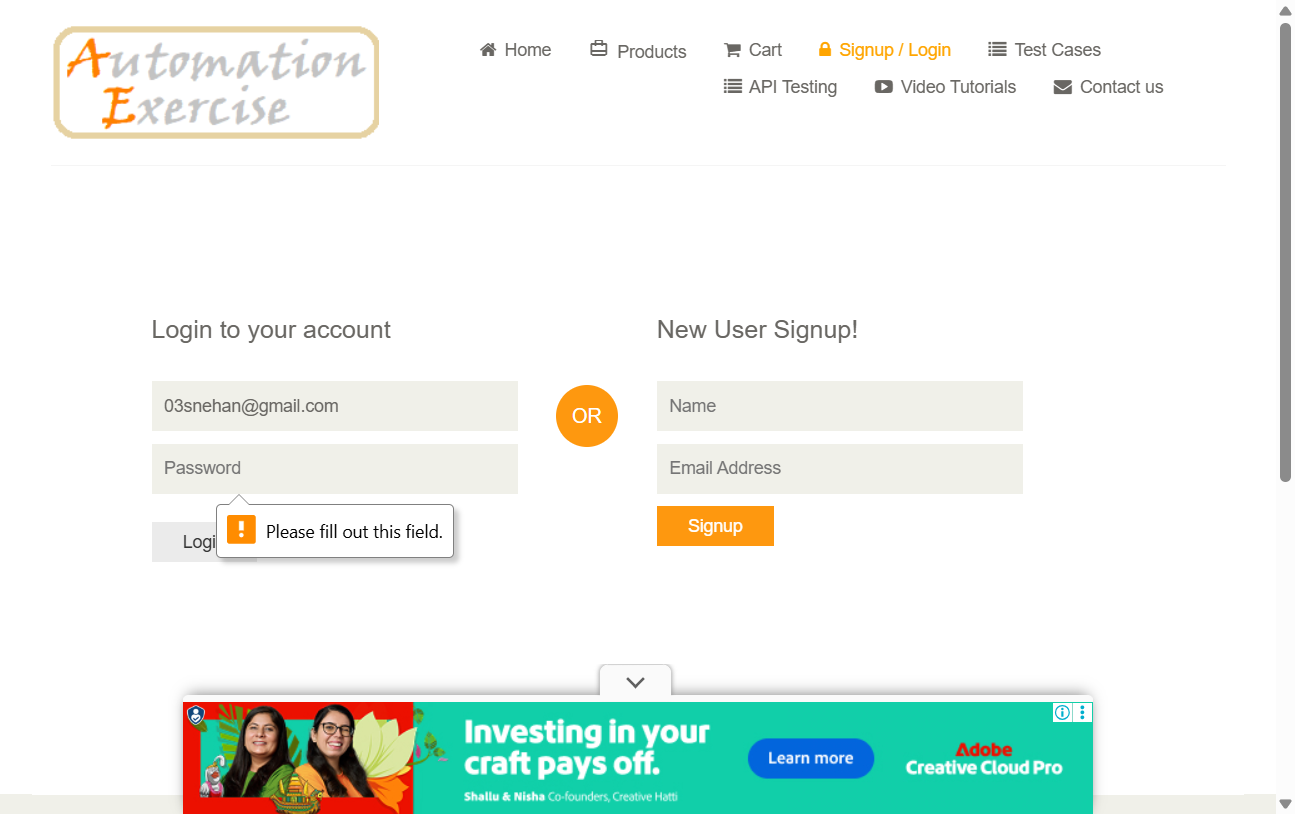 Automation
Exercise
Home
Products
Cart
Signup / Login
Test Cases
API Testing
Video Tutorials
Contact us
Login to your account
New User Signup!
03snehan@gmail.com
OR
Name
Password
Email Address
Please fill out this field.
Logi
Signup
Investing in your
craft pays off.
Shallu & Nisha Co-founders, Creative Hatti
Learn more
Adobe
Creative Cloud Pro